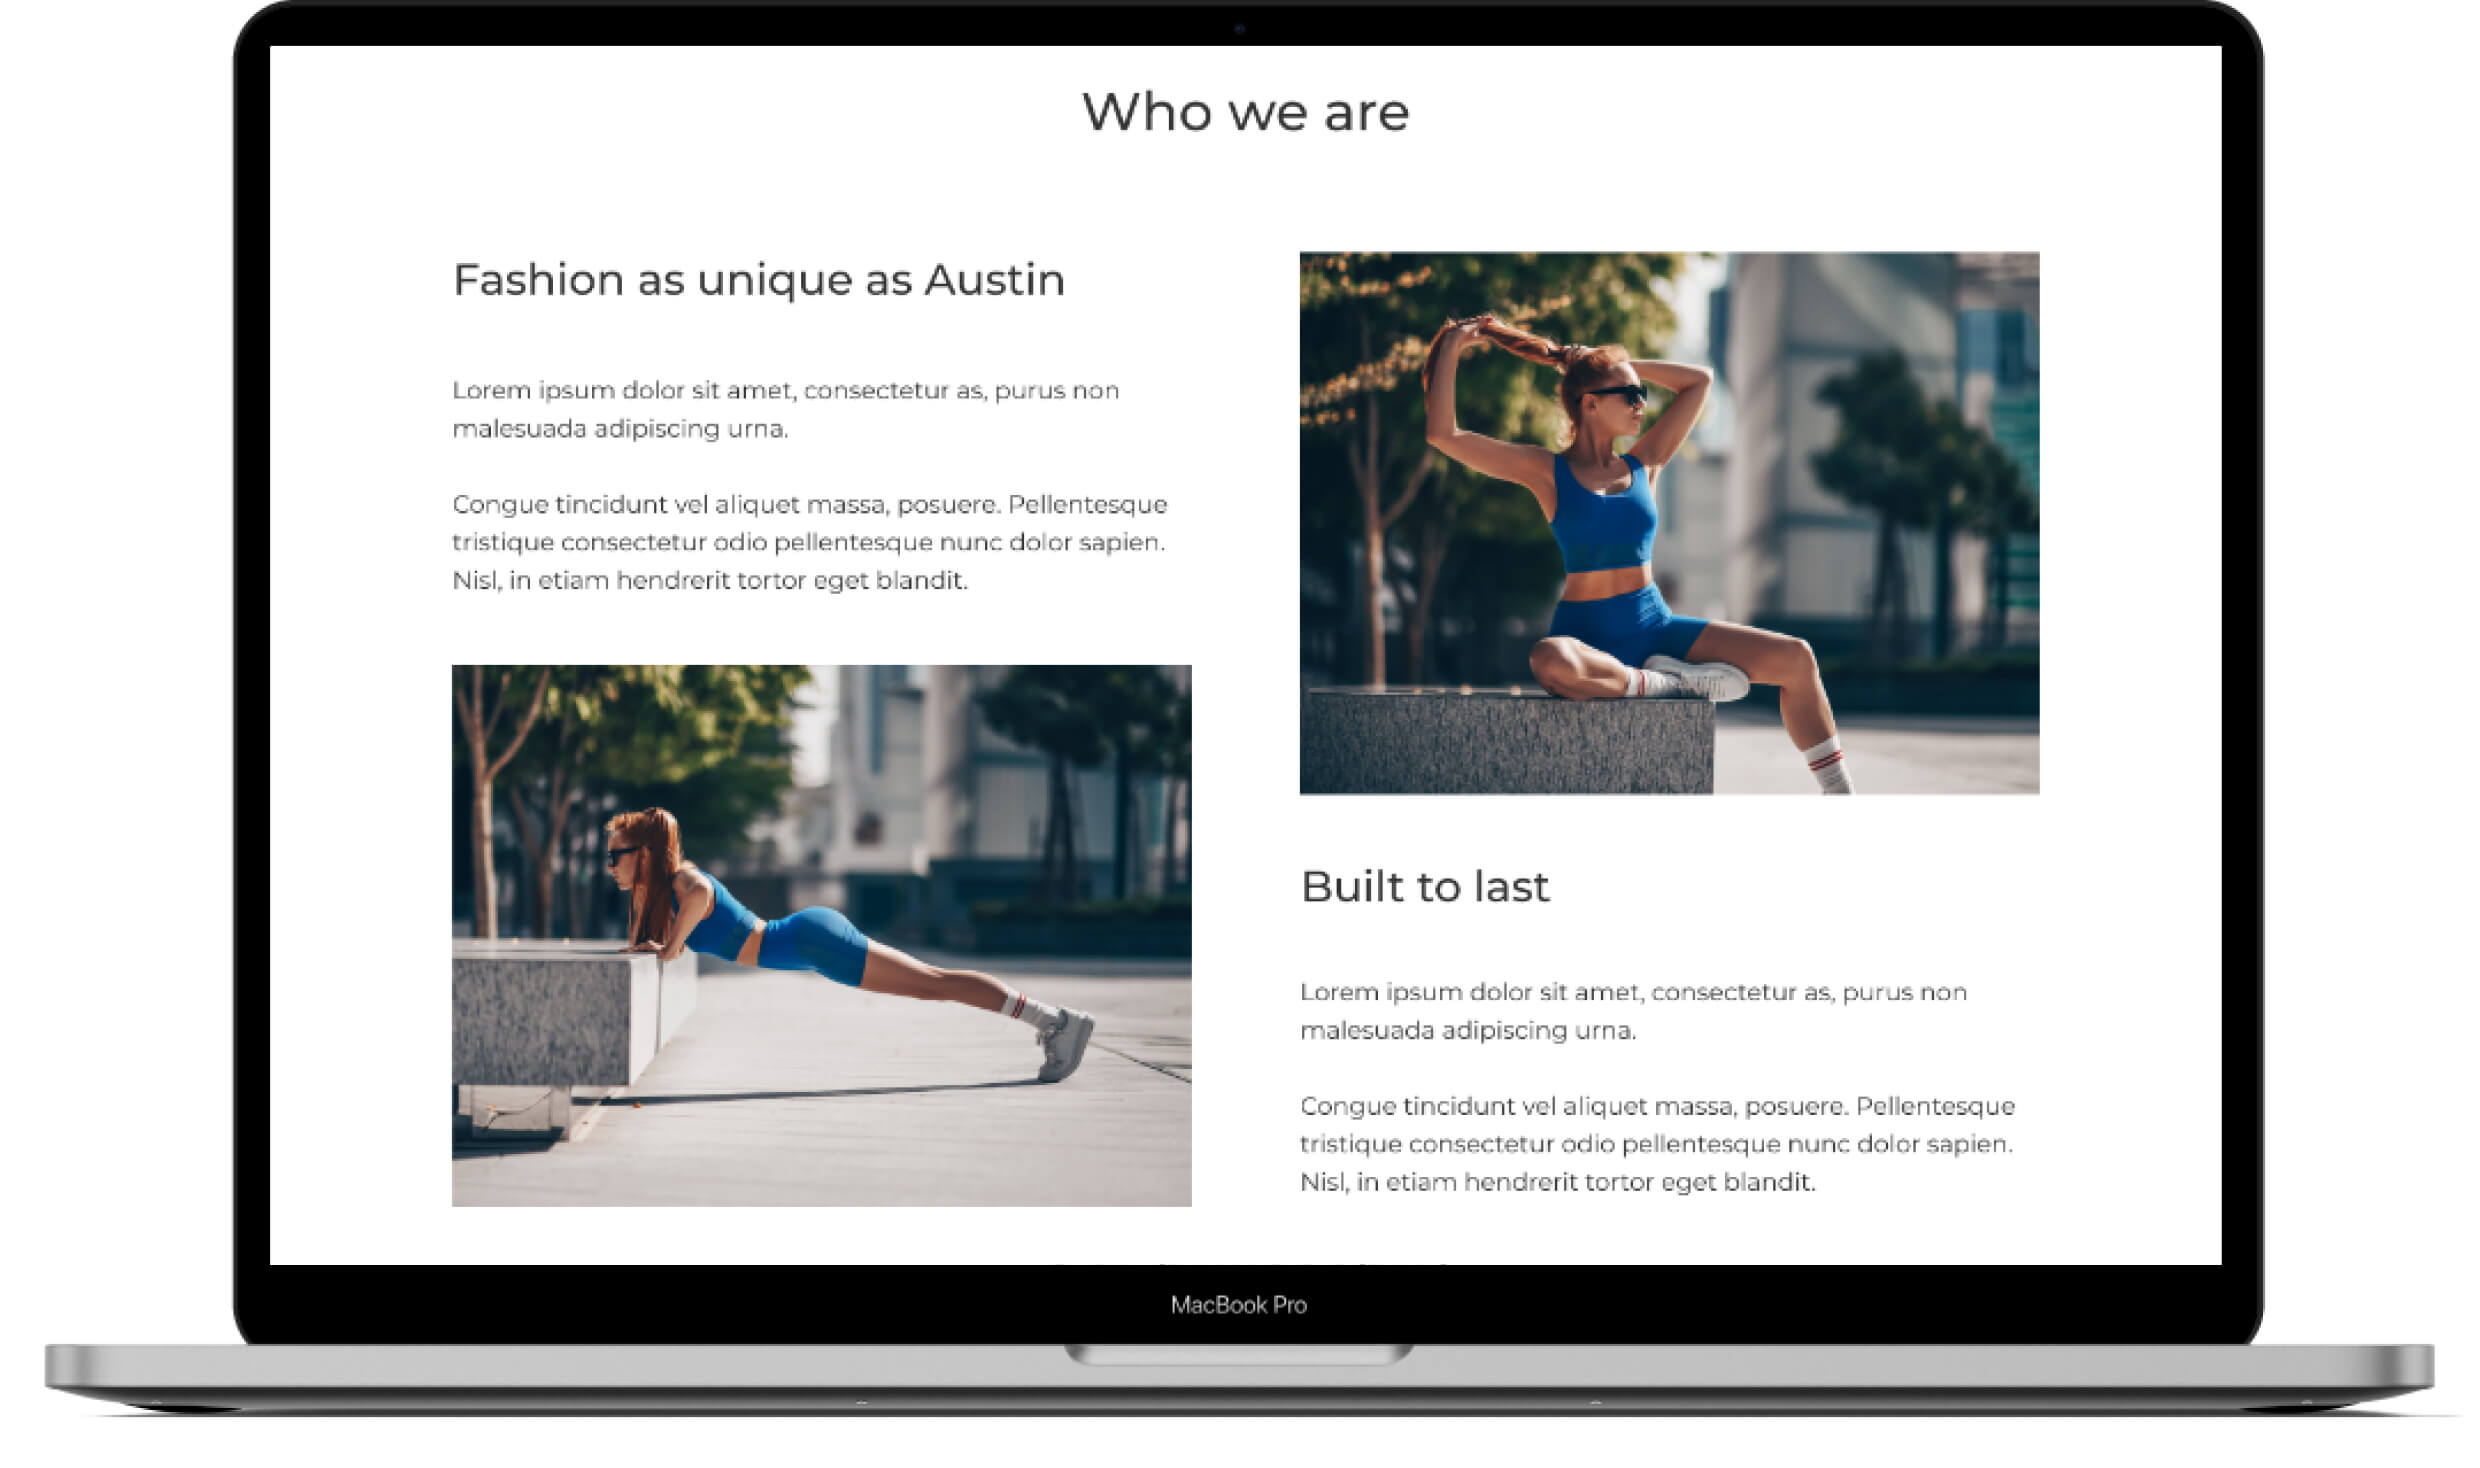 Who we are
Fashion as unique as Austin
Lorem ipsum dolor sit amet, consectetur as, purus non
malesuada adipiscing urna.
Congue tincidunt vel aliquet massa, posuere. Pellentesque
tristique consectetur odio pellentesque nunc dolor sapien.
Nisl, in etiam hendrerit tortor eget blandit.
Built to last
Lorem ipsum dolor sit amet, consectetur as, purus non
malesuada adipiscing urna.
Congue tincidunt vel aliquet massa, posuere. Pellentesque
tristique consectetur odio pellentesque nunc dolor sapien.
Nisl, in etiam hendrerit tortor eget blandit.
MacBook Pro